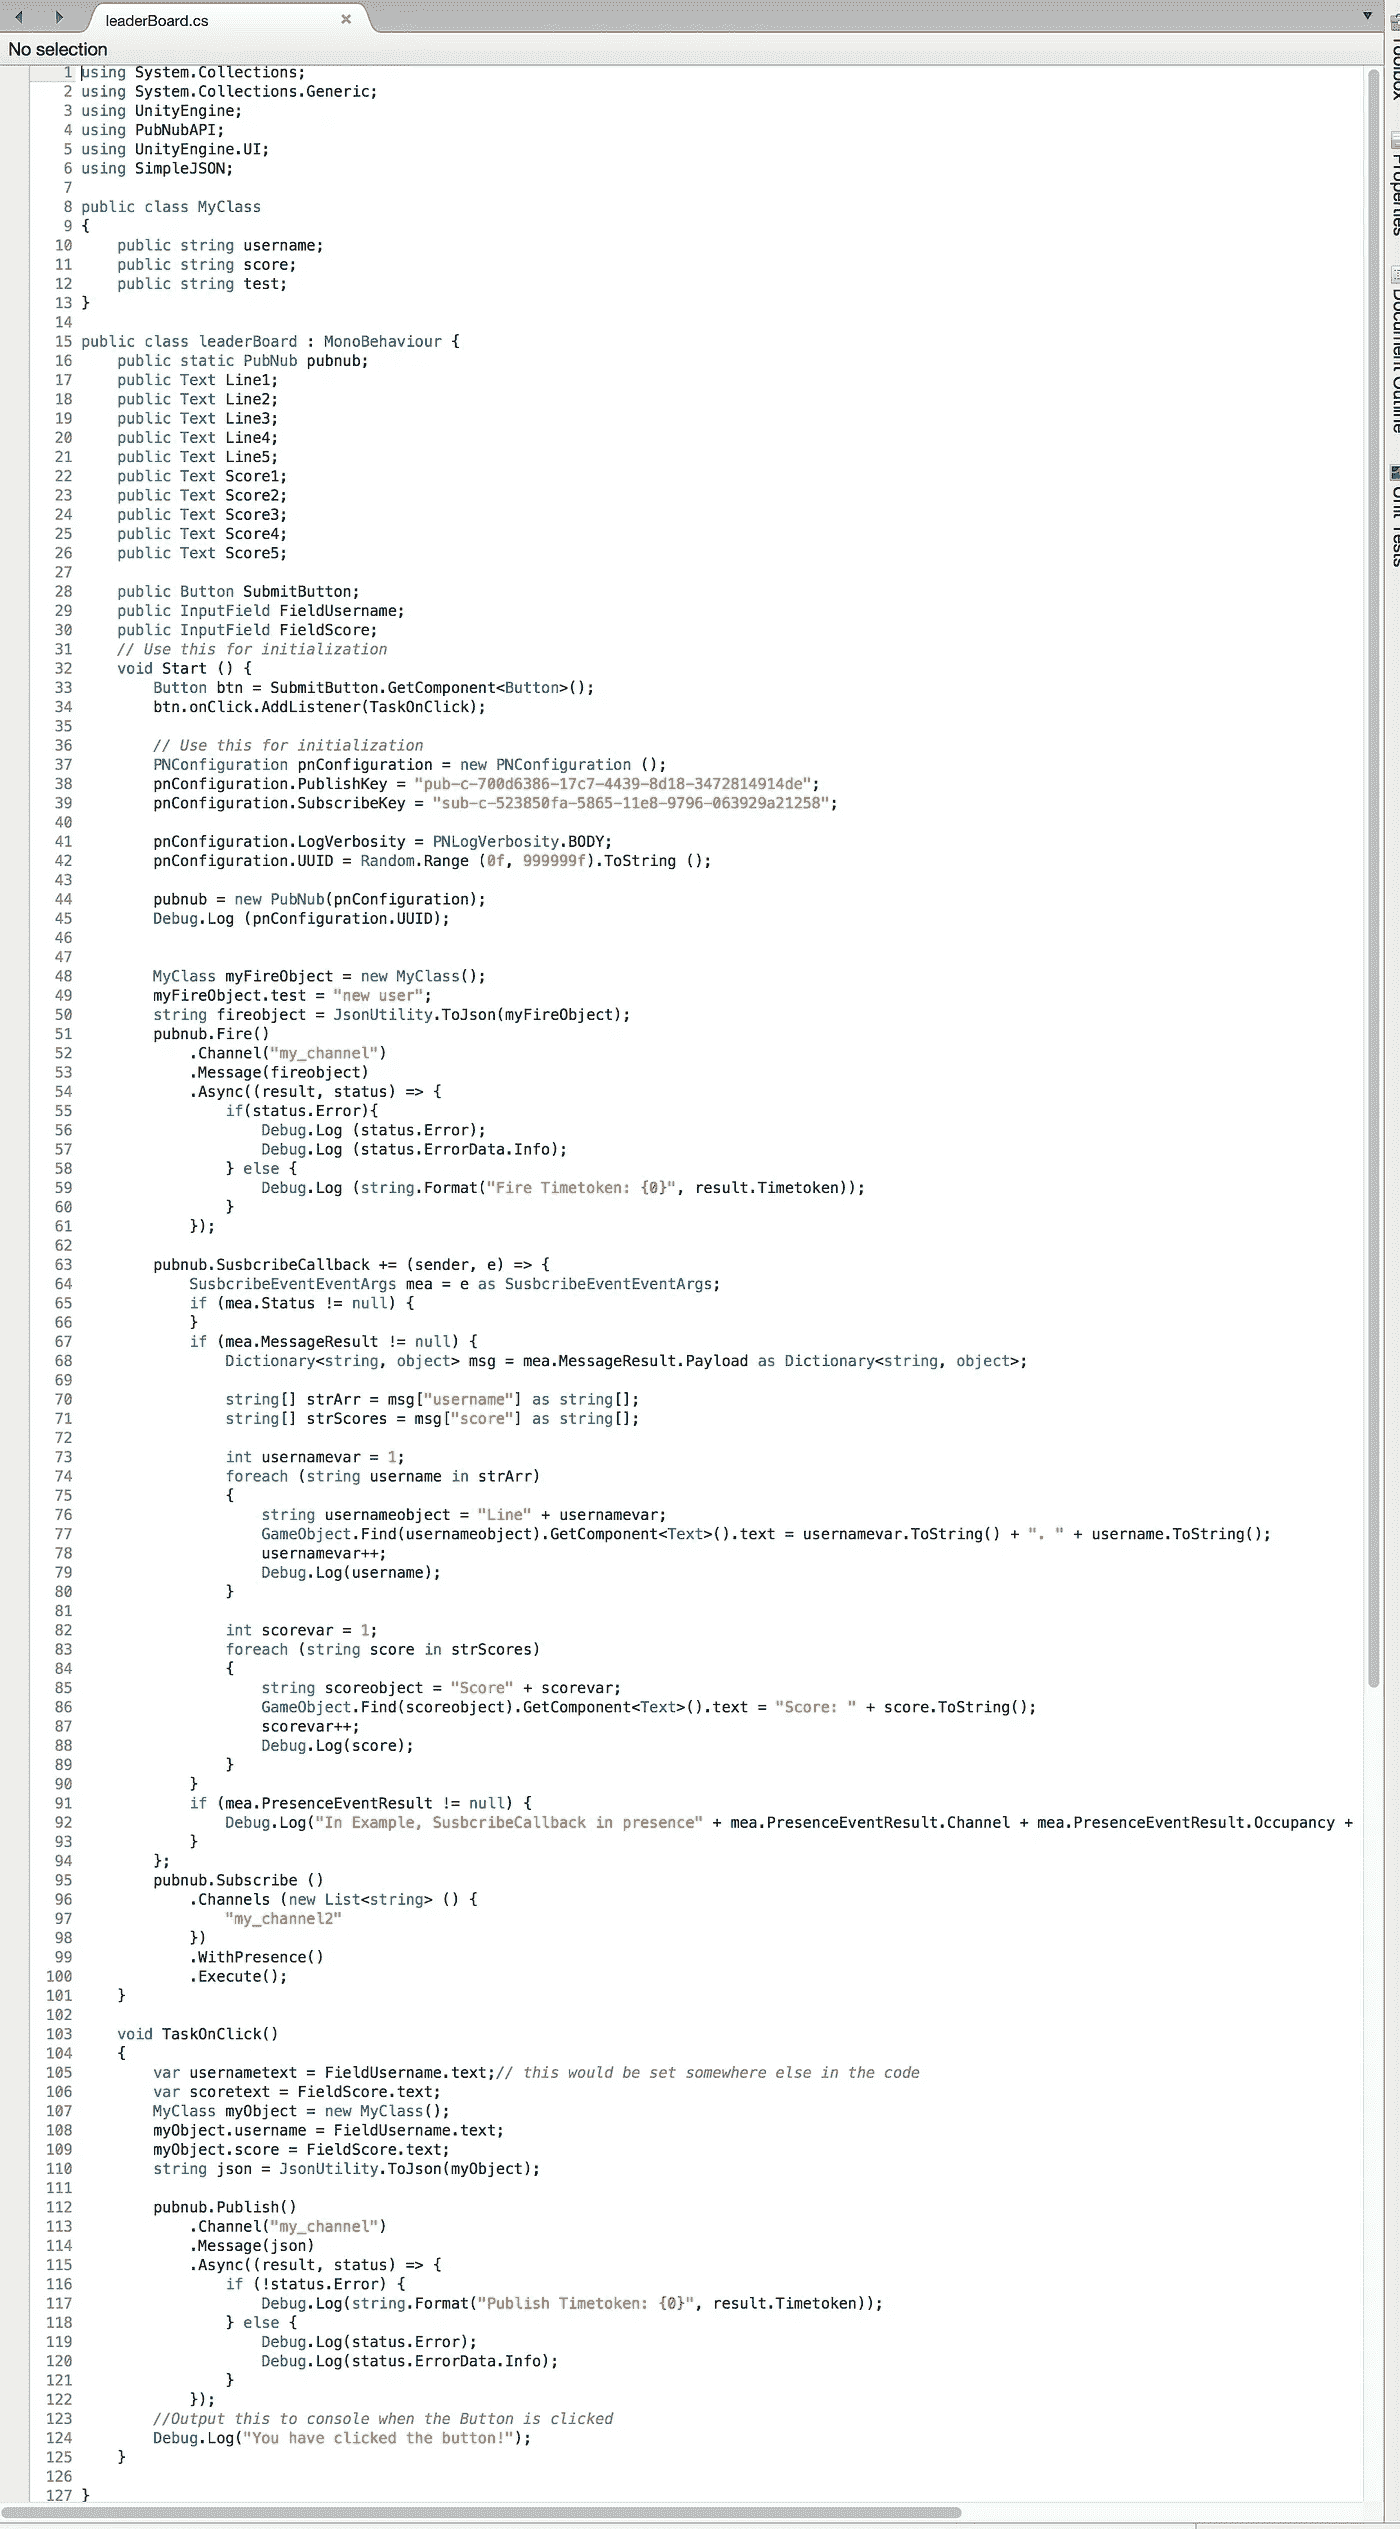 leaderBoard.cs
No selection
Toolbox
Properties
Document Outline
Unit Tests
1 using System.Collections;
2 using System.Collections.Generic;
3 using UnityEngine;
4 using PubNubAPI;
5 using UnityEngine.UI;
6 using SimpleJSON;
7
8 public class MyClass
9 {
10     public string username;
11     public string score;
12     public string test;
13 }
14
15 public class leaderBoard : MonoBehaviour {
16     public static PubNub pubnub;
17     public Text Line1;
18     public Text Line2;
19     public Text Line3;
20     public Text Line4;
21     public Text Line5;
22     public Text Score1;
23     public Text Score2;
24     public Text Score3;
25     public Text Score4;
26     public Text Score5;
27
28     public Button SubmitButton;
29     public InputField FieldUsername;
30     public InputField FieldScore;
31     // Use this for initialization
32     void Start () {
33         Button btn = SubmitButton.GetComponent<Button>();
34         btn.onClick.AddListener(TaskOnClick);
35
36         // Use this for initialization
37         PNConfiguration pnConfiguration = new PNConfiguration ();
38         pnConfiguration.PublishKey = "pub-c-700d6386-17c7-4439-8d18-3472814914de";
39         pnConfiguration.SubscribeKey = "sub-c-523850fa-5865-11e8-9796-063929a21258";
40
41         pnConfiguration.LogVerbosity = PNLogVerbosity.BODY;
42         pnConfiguration.UUID = Random.Range (0f, 999999f).ToString ();
43
44         pubnub = new PubNub(pnConfiguration);
45         Debug.Log (pnConfiguration.UUID);
46
47
48         MyClass myFireObject = new MyClass();
49         myFireObject.test = "new user";
50         string fireobject = JsonUtility.ToJson(myFireObject);
51         pubnub.Fire()
52             .Channel("my_channel")
53             .Message(fireobject)
54             .Async((result, status) => {
55                 if(status.Error){
56                     Debug.Log (status.Error);
57                     Debug.Log (status.ErrorData.Info);
58                 } else {
59                     Debug.Log (string.Format("Fire Timetoken: {0}", result.Timetoken));
60                 }
61             });
62
63         pubnub.SusbcribeCallback += (sender, e) => {
64             SusbcribeEventEventArgs mea = e as SusbcribeEventEventArgs;
65             if (mea.Status != null) {
66             }
67             if (mea.MessageResult != null) {
68                 Dictionary<string, object> msg = mea.MessageResult.Payload as Dictionary<string, object>;
69
70                 string[] strArr = msg["username"] as string[];
71                 string[] strScores = msg["score"] as string[];
72
73                 int usernamevar = 1;
74                 foreach (string username in strArr)
75                 {
76                     string usernameobject = "Line" + usernamevar;
77                     GameObject.Find(usernameobject).GetComponent<Text>().text = usernamevar.ToString() + ". " + username.ToString();
78                     usernamevar++;
79                     Debug.Log(username);
80                 }
81
82                 int scorevar = 1;
83                 foreach (string score in strScores)
84                 {
85                     string scoreobject = "Score" + scorevar;
86                     GameObject.Find(scoreobject).GetComponent<Text>().text = "Score: " + score.ToString();
87                     scorevar++;
88                     Debug.Log(score);
89                 }
90             }
91             if (mea.PresenceEventResult != null) {
92                 Debug.Log("In Example, SusbcribeCallback in presence" + mea.PresenceEventResult.Channel + mea.PresenceEventResult.Occupancy +
93             }
94         };
95         pubnub.Subscribe ()
96             .Channels (new List<string> () {
97                 "my_channel2"
98             })
99             .WithPresence()
100             .Execute();
101     }
102
103     void TaskOnClick()
104     {
105         var usernametext = FieldUsername.text;// this would be set somewhere else in the code
106         var scoretext = FieldScore.text;
107         MyClass myObject = new MyClass();
108         myObject.username = FieldUsername.text;
109         myObject.score = FieldScore.text;
110         string json = JsonUtility.ToJson(myObject);
111
112         pubnub.Publish()
113             .Channel("my_channel")
114             .Message(json)
115             .Async((result, status) => {
116                 if (!status.Error) {
117                     Debug.Log(string.Format("Publish Timetoken: {0}", result.Timetoken));
118                 } else {
119                     Debug.Log(status.Error);
120                     Debug.Log(status.ErrorData.Info);
121                 }
122             });
123         //Output this to console when the Button is clicked
124         Debug.Log("You have clicked the button!");
125     }
126
127 }